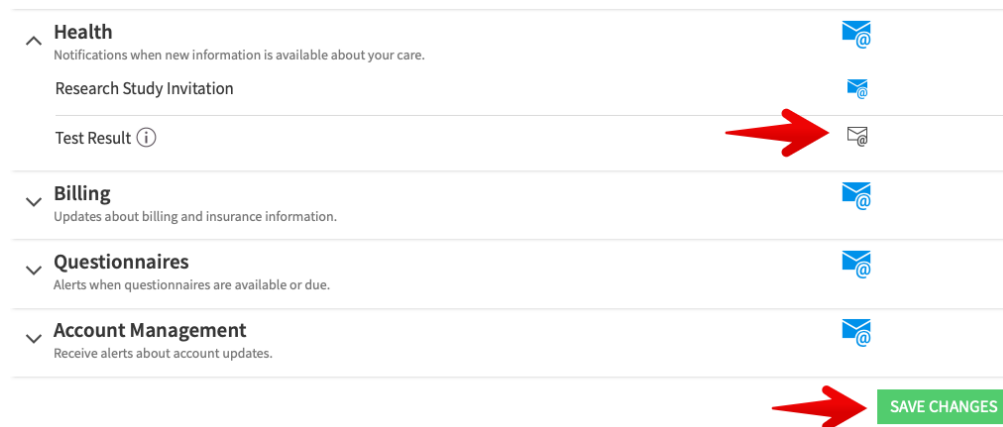 Health
Notifications when new information is available about your care.
Research Study Invitation
Test Result
Billing
Updates about billing and insurance information.
Questionnaires
Alerts when questionnaires are available or due.
Account Management
Receive alerts about account updates.
SAVE CHANGES